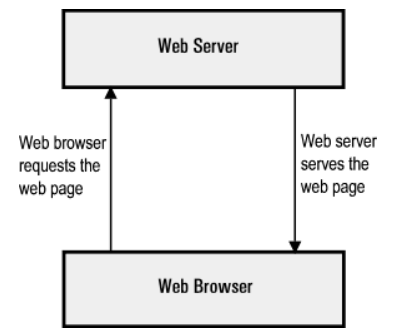 Web Server
Web browser
requests the
web page
Web server
serves the
web page
Web Browser